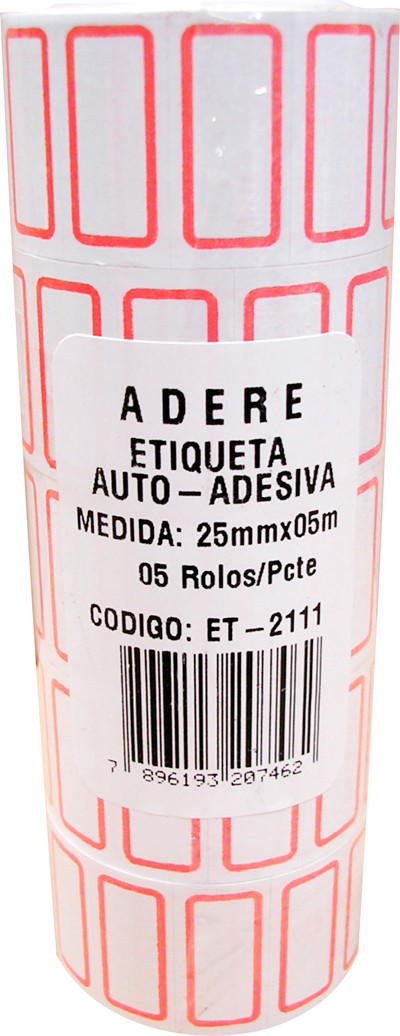 ADERE
ETIQUETA
AUTO-ADESIVA
MEDIDA: 25mmx05m
05 Rolos/Pcte
CODIGO: ET-2111
7 896193 207462